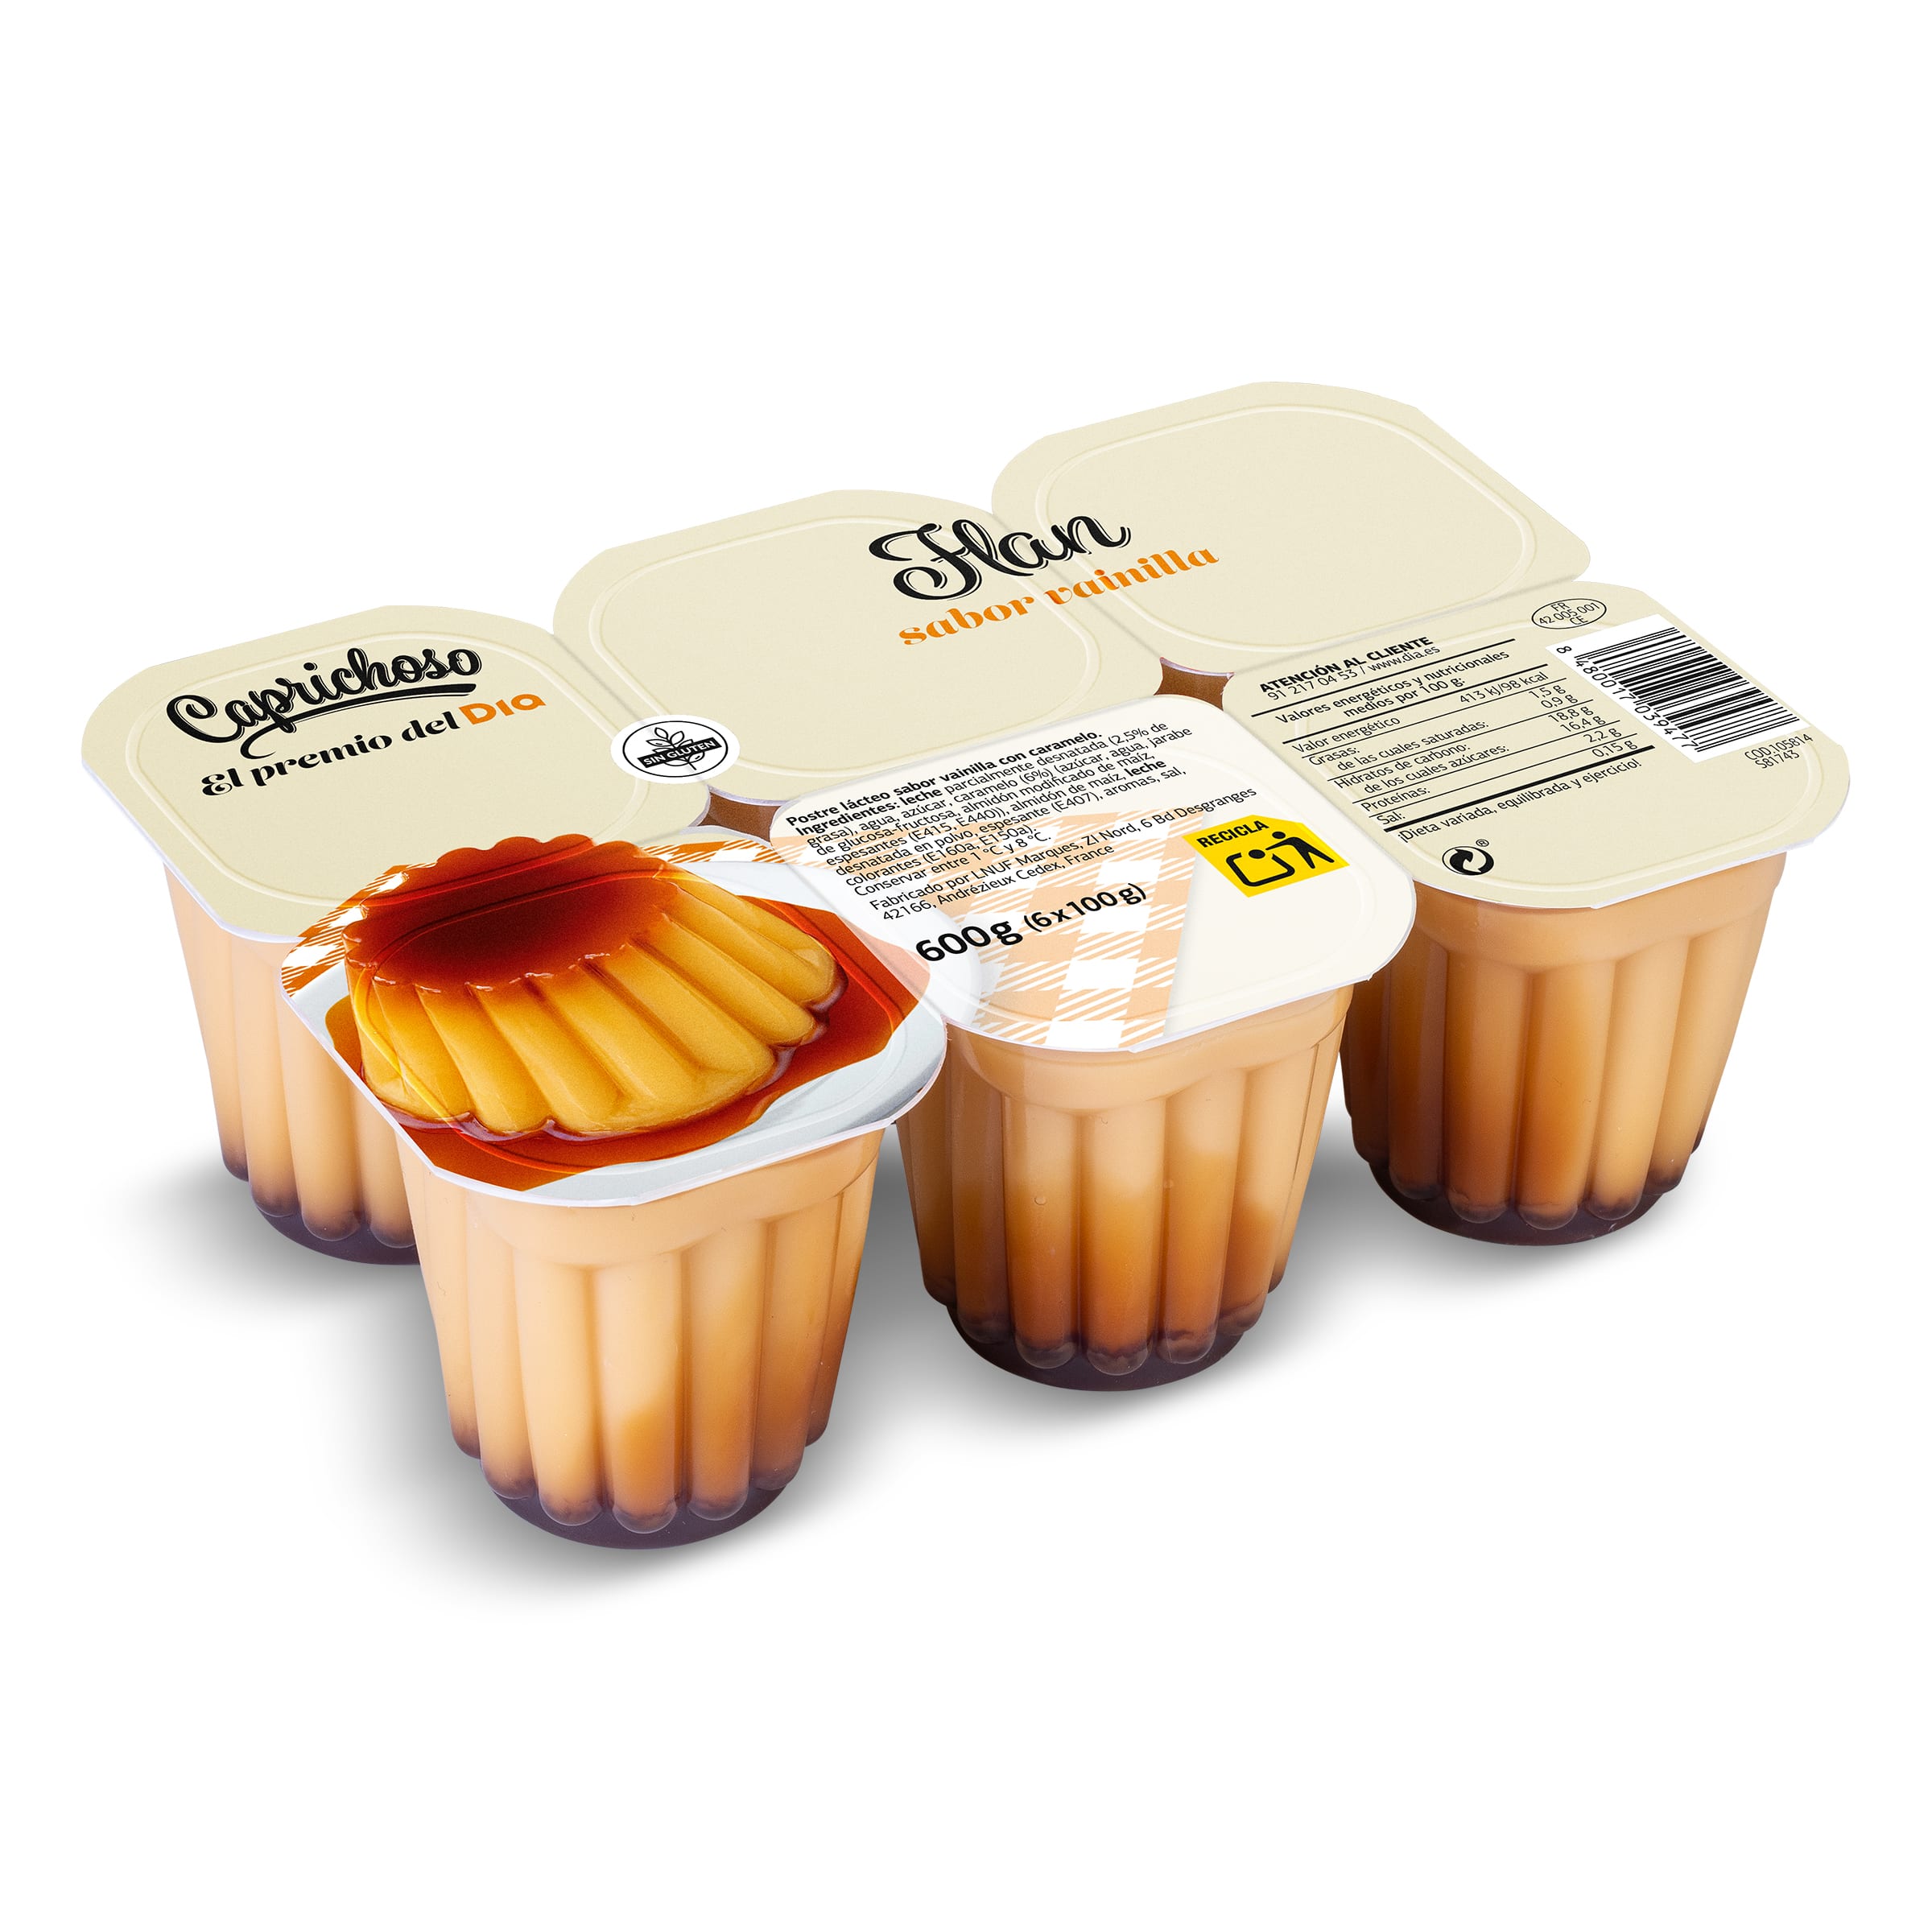 Caprichoso
El premio del DIA
SIN GLUTEN
Flan
sabor vainilla
Postre lácteo sabor vainilla con caramelo.
Ingredientes: leche parcialmente desnatada (2,5% de
grasa), agua, azúcar, caramelo (6%) (azúcar, agua, jarabe
de glucosa-fructosa, almidón modificado de maíz,
espesantes (E415, E440)), almidón de maíz, leche
desnatada en polvo, espesante (E407), aromas, sal,
colorantes (E160a, E150a).
Conservar entre 1 °C y 8 °C.
Fabricado por LNUF Marques, ZI Nord, 6 Bd Desgranges
42166, Andrézieux Cedex, France
600g (6x100g)
RECICLA
ATENCIÓN AL CLIENTE
91 217 04 53 / www.dia.es
Valores energéticos y nutricionales
medios por 100 g:
Valor energético 413 kJ/98 kcal
Grasas: 1,5 g
de las cuales saturadas: 0,9 g
Hidratos de carbono: 18,8 g
de los cuales azúcares: 16,4 g
Proteínas: 2,2 g
Sal: 0,15 g
¡Dieta variada, equilibrada y ejercicio!
®
FR
42 005 001
CE
8 480017 039477
COD.105814
S81743